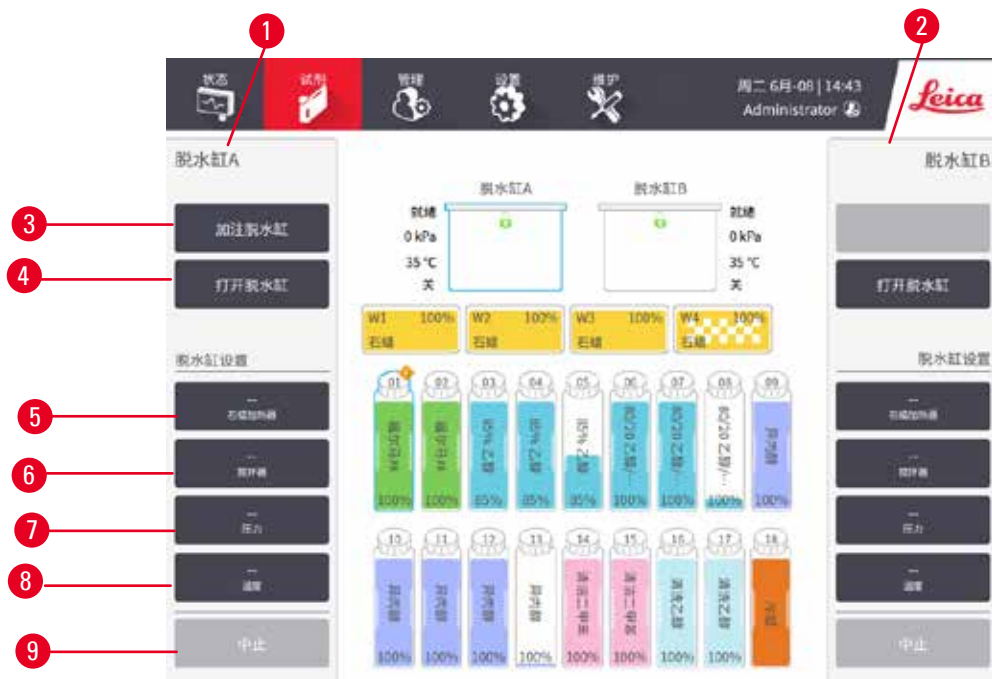 1
2
状态
试剂
管理
设置
维护
周二 6月-08 | 14:43
Administrator
Leica
脱水缸A
脱水缸B
脱水缸A
脱水缸B
就绪
0 kPa
35 °C
关
就绪
0 kPa
35 °C
关
3
加注脱水缸
4
打开脱水缸
打开脱水缸
W1 100%
石蜡
W2 100%
石蜡
W3 100%
石蜡
W4 100%
石蜡
脱水缸设置
脱水缸设置
5
--
石蜡加热器
--
石蜡加热器
6
--
搅拌器
--
搅拌器
7
--
压力
--
压力
8
--
温度
--
温度
9
中止
中止
01
02
03
04
05
06
07
08
09
福尔马林
福尔马林
85% 乙醇
85% 乙醇
85% 乙醇
80/20 乙醇/…
80/20 乙醇/…
80/20 乙醇/…
异丙醇
100%
100%
85%
85%
85%
100%
100%
100%
100%
10
11
12
13
14
15
16
17
18
异丙醇
异丙醇
异丙醇
异丙醇
清洁二甲苯
清洁二甲苯
清洗乙醇
清洗乙醇
100%
100%
100%
100%
100%
100%
100%
100%